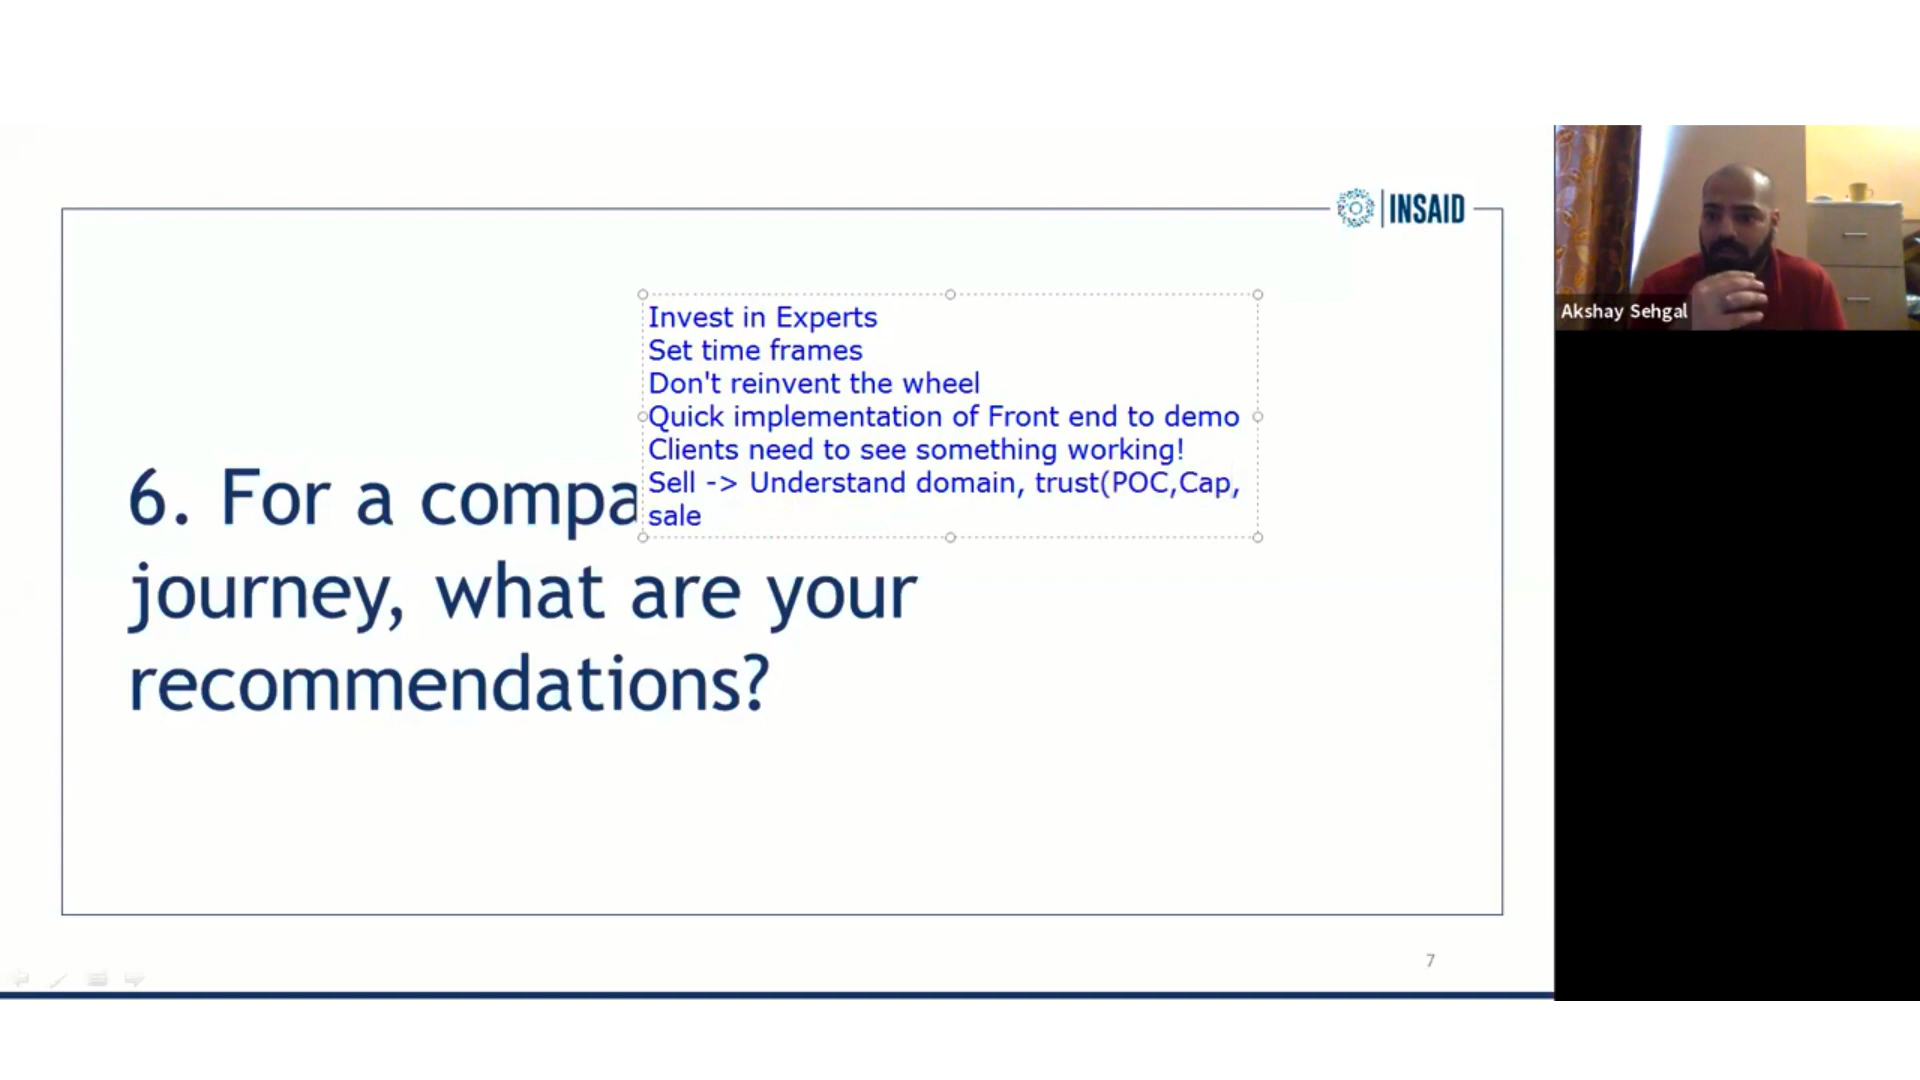 INSAID
Invest in Experts
Set time frames
Don't reinvent the wheel
Quick implementation of Front end to demo
Clients need to see something working!
Sell -> Understand domain, trust(POC,Cap,
sale
6. For a compa
journey, what are your
recommendations?
Akshay Sehgal
7